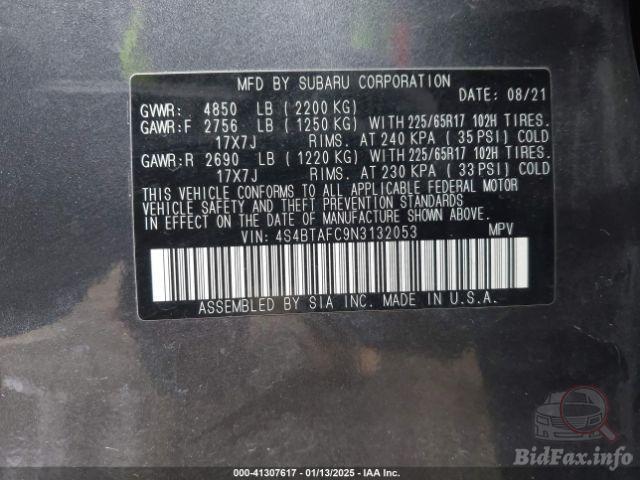 MFD BY SUBARU CORPORATION
DATE: 08/21
GVWR: 4850 LB ( 2200 KG)
GAWR:F 2756 LB ( 1250 KG) WITH 225/65R17 102H TIRES.
17X7J RIMS. AT 240 KPA ( 35 PSI) COLD
GAWR:R 2690 LB ( 1220 KG) WITH 225/65R17 102H TIRES.
17X7J RIMS. AT 230 KPA ( 33 PSI) COLD
THIS VEHICLE CONFORMS TO ALL APPLICABLE FEDERAL MOTOR
VEHICLE SAFETY AND THEFT PREVENTION STANDARDS
IN EFFECT ON THE DATE OF MANUFACTURE SHOWN ABOVE.
VIN: 4S4BTAFC9N3132053 MPV
ASSEMBLED BY SIA INC. MADE IN U.S.A.
BidFax.info
000-41307617 - 01/13/2025 - IAA Inc.